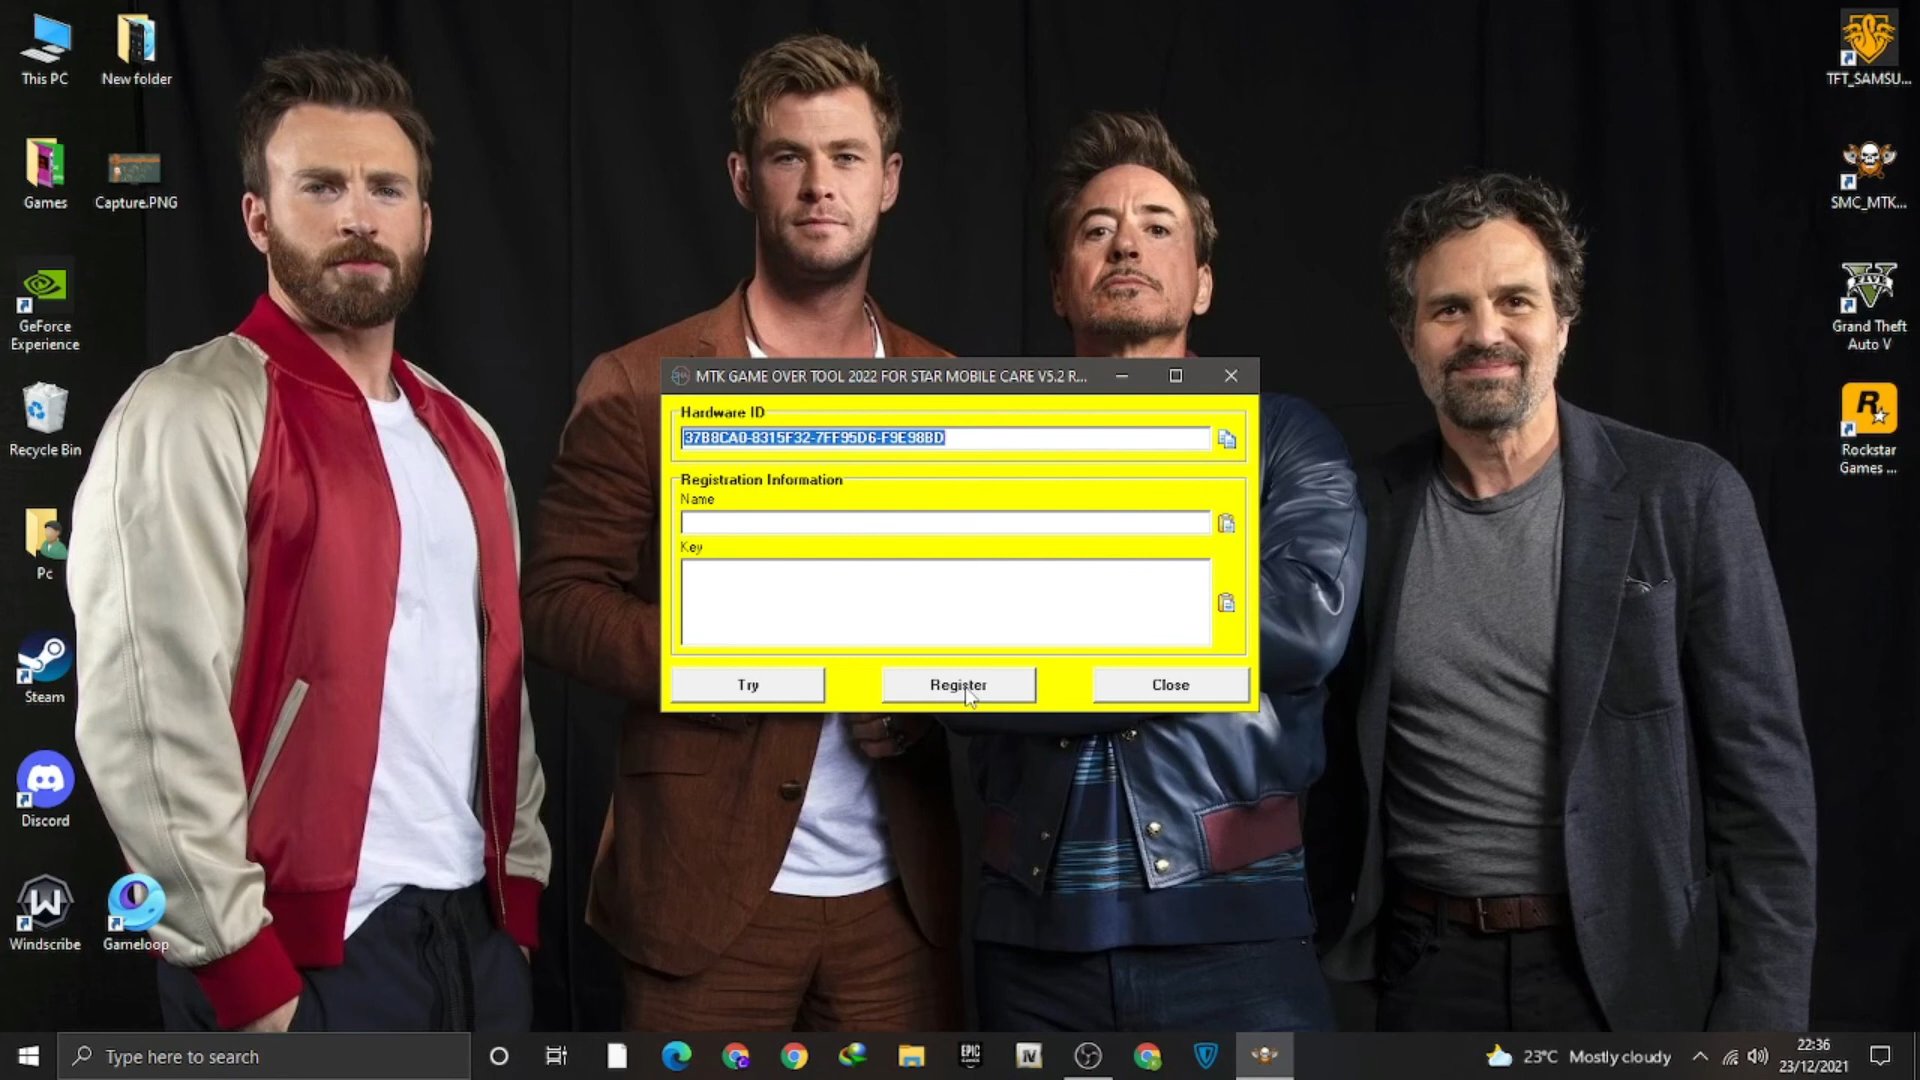 This PC
New folder
Games
Capture.PNG
GeForce
Experience
Recycle Bin
Pc
Steam
Discord
Windscribe
Gameloop
TFT_SAMSU...
SMC_MTK...
Grand Theft
Auto V
Rockstar
Games ...
MTK GAME OVER TOOL 2022 FOR STAR MOBILE CARE V5.2 R...
Hardware ID
37B8CA0-8315F32-7FF95D6-F9E98BD
Registration Information
Name
Key
Try
Register
Close
Type here to search
EPIC
GAMES
IV
23°C Mostly cloudy
22:36
23/12/2021